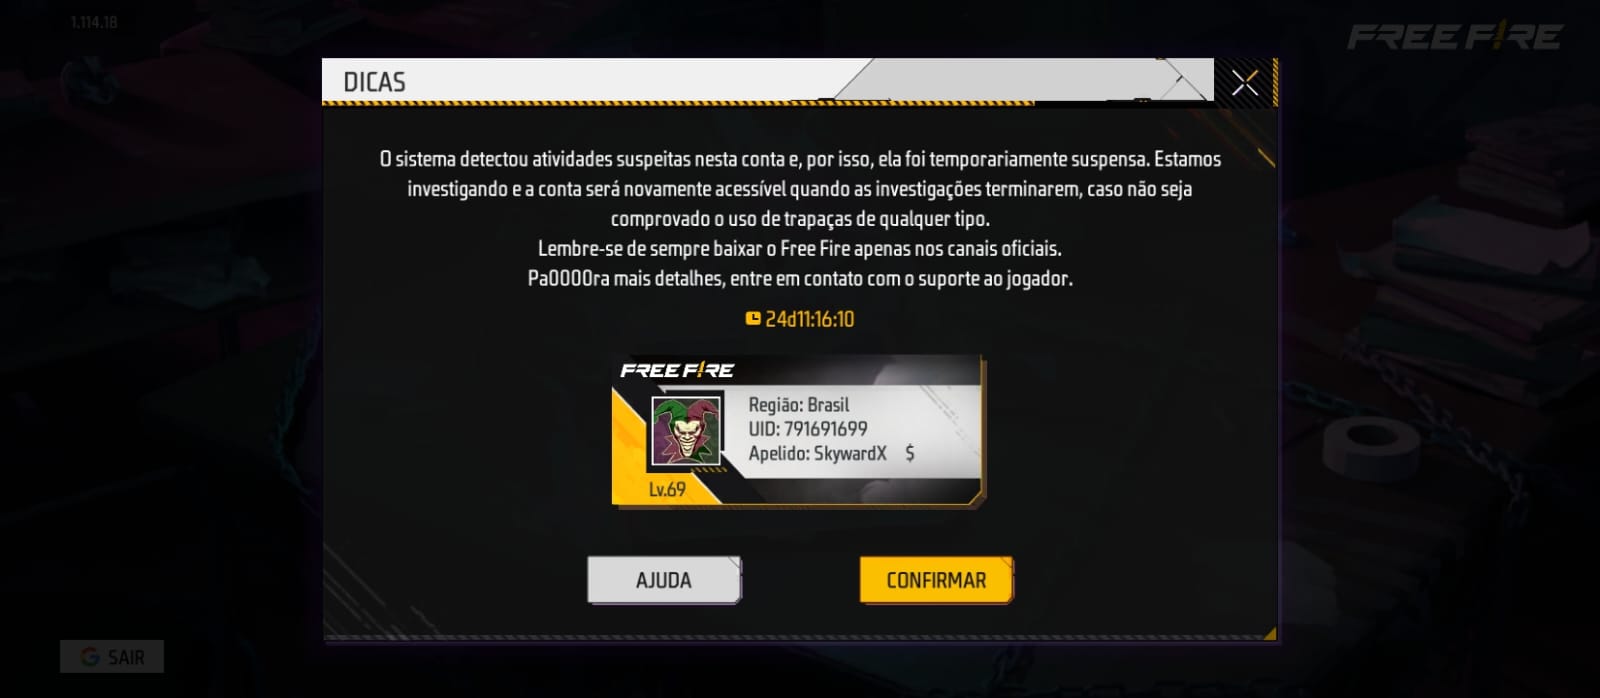 1.114.18
FREE FIRE
DICAS
O sistema detectou atividades suspeitas nesta conta e, por isso, ela foi temporariamente suspensa. Estamos
investigando e a conta será novamente acessível quando as investigações terminarem, caso não seja
comprovado o uso de trapaças de qualquer tipo.
Lembre-se de sempre baixar o Free Fire apenas nos canais oficiais.
Pa0000ra mais detalhes, entre em contato com o suporte ao jogador.
24d11:16:10
FREE FIRE
Região: Brasil
UID: 791691699
Apelido: SkywardX $
Lv.69
AJUDA
CONFIRMAR
G SAIR